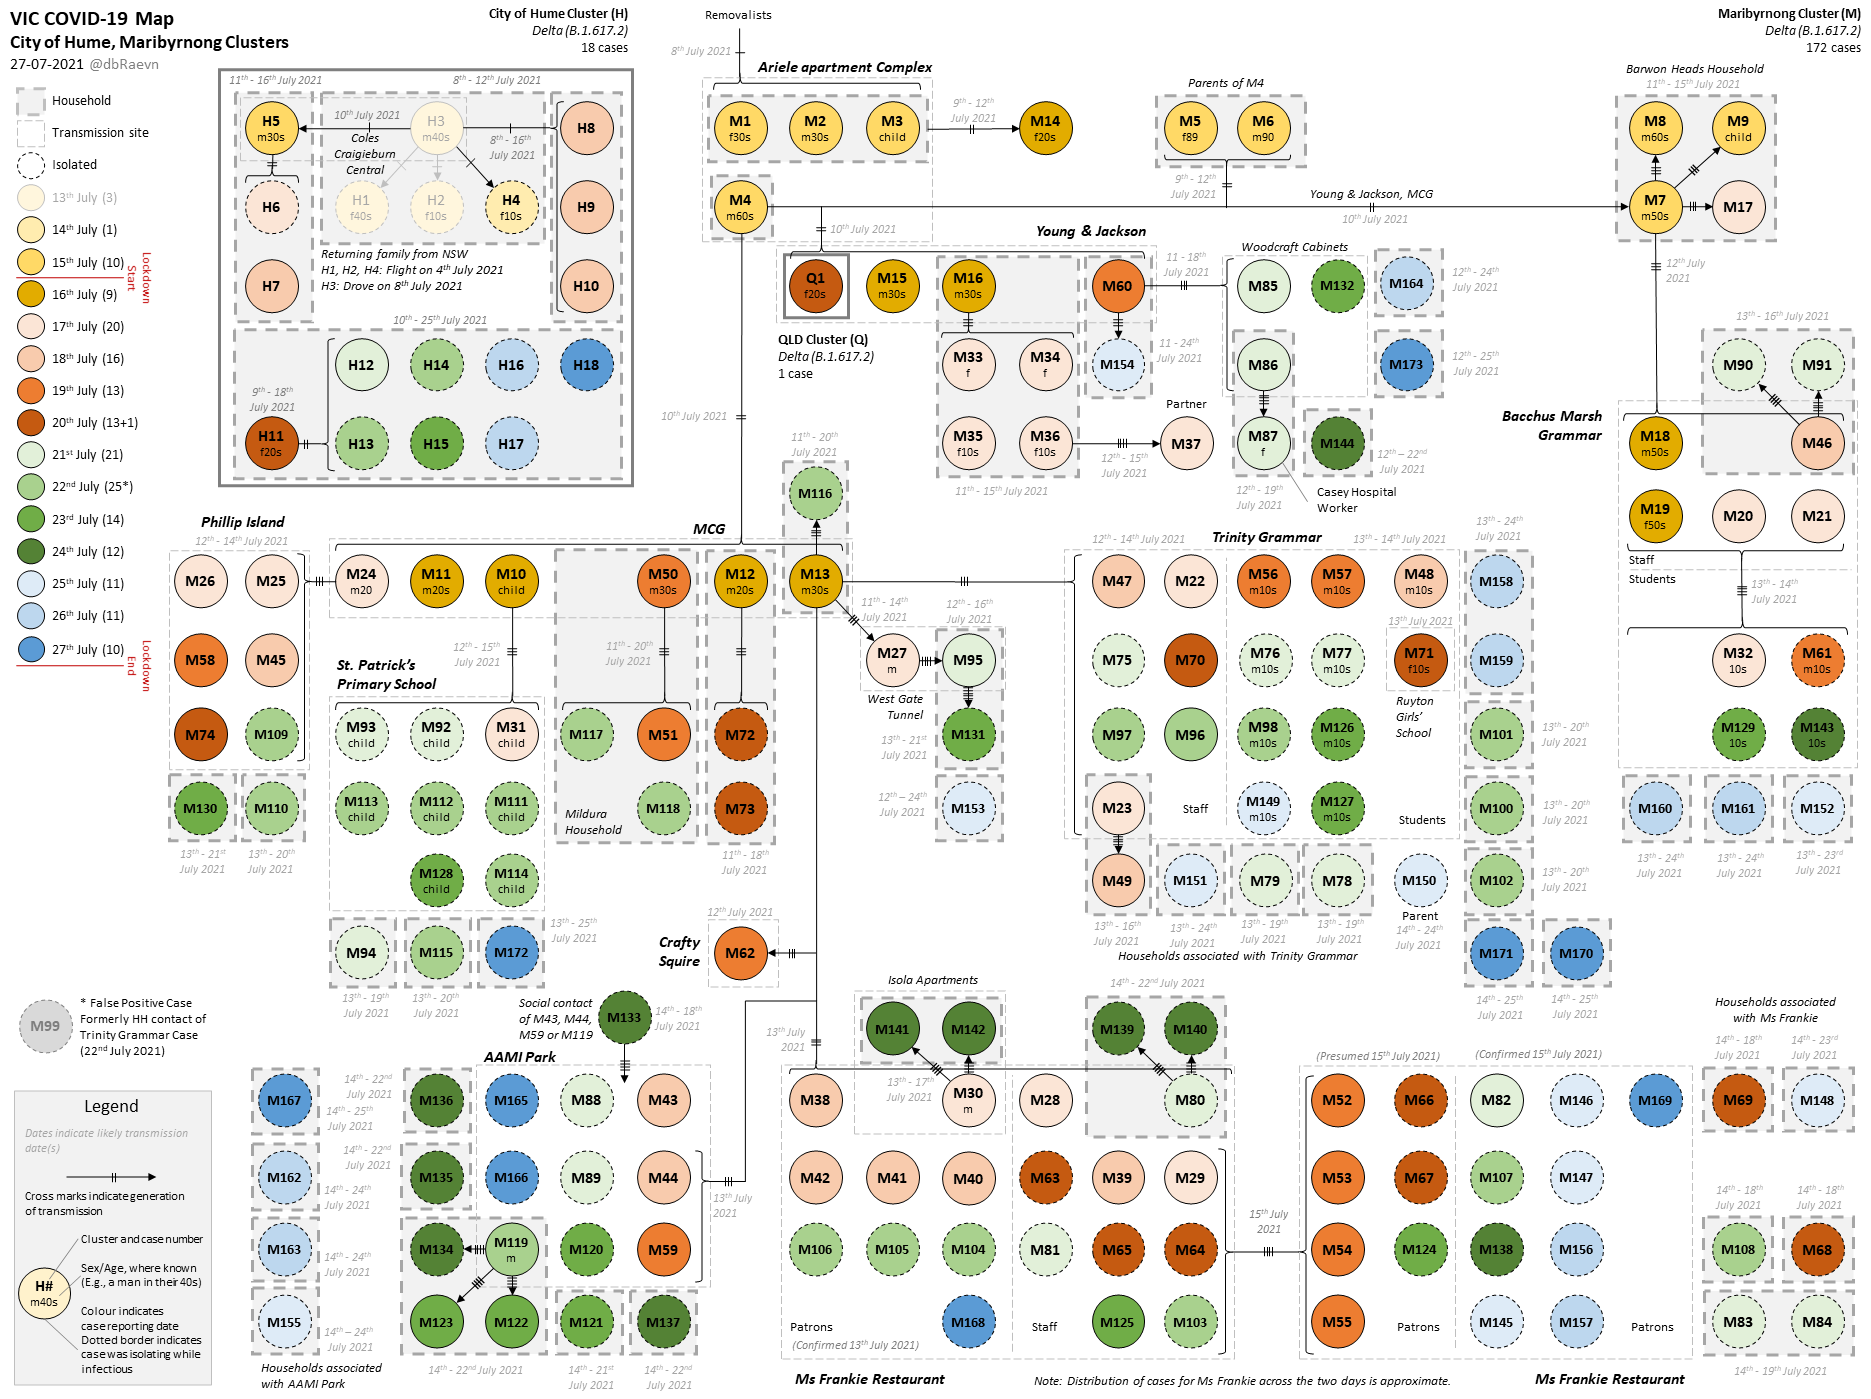 VIC COVID-19 Map
City of Hume, Maribyrnong Clusters
27-07-2021 @dbRaevn
Household
Transmission site
Isolated
13th July (3)
14th July (1)
15th July (10)
Lockdown Start
16th July (9)
17th July (20)
18th July (16)
19th July (13)
20th July (13+1)
21st July (21)
22nd July (25*)
23rd July (14)
24th July (12)
25th July (11)
26th July (11)
27th July (10)
Lockdown End
City of Hume Cluster (H)
Delta (B.1.617.2)
18 cases
11th - 16th July 2021
8th - 12th July 2021
H5
m30s
10th July 2021
Coles
Craigieburn
Central
H3
m40s
8th - 16th
July 2021
H8
H6
H1
f40s
H2
f10s
H4
f10s
H9
H7
Returning family from NSW
H1, H2, H4: Flight on 4th July 2021
H3: Drove on 8th July 2021
H10
10th - 25th July 2021
H12
H14
H16
H18
9th - 18th
July 2021
H11
f20s
H13
H15
H17
Removalists
8th July 2021
Ariele apartment Complex
M1
f30s
M2
m30s
M3
child
9th - 12th
July 2021
M14
f20s
M4
m60s
Parents of M4
M5
f89
M6
m90
9th - 12th
July 2021
Young & Jackson, MCG
10th July 2021
Maribyrnong Cluster (M)
Delta (B.1.617.2)
172 cases
Barwon Heads Household
11th - 15th July 2021
M8
m60s
M9
child
M7
m50s
M17
12th July
2021
10th July 2021
Young & Jackson
Q1
f20s
M15
m30s
M16
m30s
M60
QLD Cluster (Q)
Delta (B.1.617.2)
1 case
M33
f
M34
f
M154
M35
f10s
M36
f10s
11th - 15th July 2021
11 - 18th
July 2021
11 - 24th
July 2021
Partner
M37
12th - 15th
July 2021
Woodcraft Cabinets
M85
M132
M164
12th - 24th
July 2021
M86
M173
12th - 25th
July 2021
M87
f
M144
12th – 22nd
July 2021
12th - 19th
July 2021
Casey Hospital
Worker
13th - 16th July 2021
M90
M91
Bacchus Marsh
Grammar
M18
m50s
M46
M19
f50s
M20
M21
Staff
Students
13th - 14th
July 2021
M32
10s
M61
m10s
M129
10s
M143
10s
M160
M161
M152
13th - 24th
July 2021
13th - 24th
July 2021
13th - 23rd
July 2021
10th July 2021
11th - 20th
July 2021
M116
Phillip Island
12th - 14th July 2021
M26
M25
M58
M45
M74
M109
M130
M110
13th - 21st
July 2021
13th - 20th
July 2021
MCG
M24
m20
M11
m20s
M10
child
M50
m30s
M12
m20s
M13
m30s
12th - 15th
July 2021
11th - 20th
July 2021
St. Patrick's
Primary School
M93
child
M92
child
M31
child
M113
child
M112
child
M111
child
M128
child
M114
child
M94
M115
M172
13th - 25th
July 2021
13th - 19th
July 2021
13th - 20th
July 2021
M117
M51
M118
Mildura
Household
M72
M73
11th - 18th
July 2021
11th - 14th
July 2021
12th - 16th
July 2021
M27
m
M95
West Gate
Tunnel
13th - 21st
July 2021
M131
12th – 24th
July 2021
M153
Trinity Grammar
12th - 14th July 2021
13th - 14th July 2021
M47
M22
M56
m10s
M57
m10s
M48
m10s
13th July 2021
M75
M70
M76
m10s
M77
m10s
M71
f10s
Ruyton
Girls'
School
M97
M96
M98
m10s
M126
m10s
M23
Staff
M149
m10s
M127
m10s
Students
M49
M151
M79
M78
M150
Parent
14th - 24th
July 2021
13th - 16th
July 2021
13th - 24th
July 2021
13th - 19th
July 2021
13th - 19th
July 2021
Households associated with Trinity Grammar
13th - 24th
July 2021
M158
M159
M101
13th - 20th
July 2021
M100
13th - 20th
July 2021
M102
13th - 20th
July 2021
M171
M170
14th - 25th
July 2021
14th - 25th
July 2021
12th July 2021
Crafty
Squire
M62
M99
* False Positive Case
Formerly HH contact of
Trinity Grammar Case
(22nd July 2021)
Legend
Dates indicate likely transmission
date(s)
Cross marks indicate generation
of transmission
Cluster and case number
Sex/Age, where known
(E.g., a man in their 40s)
H#
m40s
Colour indicates
case reporting date
Dotted border indicates
case was isolating while
infectious
Social contact
of M43, M44,
M59 or M119
M133
14th - 18th
July 2021
AAMI Park
M167
14th - 22nd
July 2021
14th - 25th
July 2021
M136
M165
M88
M43
M162
14th - 22nd
July 2021
14th - 24th
July 2021
M135
M166
M89
M44
M163
14th - 24th
July 2021
M134
M119
m
M120
M59
M155
14th – 24th
July 2021
M123
M122
M121
M137
Households associated
with AAMI Park
14th - 22nd July 2021
14th - 21st
July 2021
14th - 22nd
July 2021
13th July
2021
13th July
2021
Isola Apartments
M141
M142
13th - 17th
July 2021
14th - 22nd July 2021
M139
M140
M38
M30
m
M28
M80
M42
M41
M40
M63
M39
M29
M106
M105
M104
M81
M65
M64
Patrons
(Confirmed 13th July 2021)
M168
Staff
M125
M103
Ms Frankie Restaurant
15th July
2021
(Presumed 15th July 2021)
(Confirmed 15th July 2021)
M52
M66
M82
M146
M169
M53
M67
M107
M147
M54
M124
M138
M156
M55
Patrons
M145
M157
Patrons
Note: Distribution of cases for Ms Frankie across the two days is approximate.
Ms Frankie Restaurant
Households associated
with Ms Frankie
14th - 18th
July 2021
14th - 23rd
July 2021
M69
M148
14th - 18th
July 2021
14th - 18th
July 2021
M108
M68
M83
M84
14th - 19th July 2021